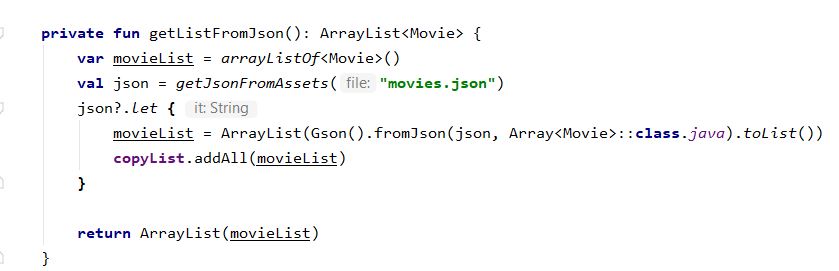 private fun getListFromJson(): ArrayList<Movie> {
    var movieList = arrayListOf<Movie>()
    val json = getJsonFromAssets( file: "movies.json")
    json?.let { it: String
        movieList = ArrayList(Gson().fromJson(json, Array<Movie>::class.java).toList())
        copyList.addAll(movieList)
    }
    return ArrayList(movieList)
}